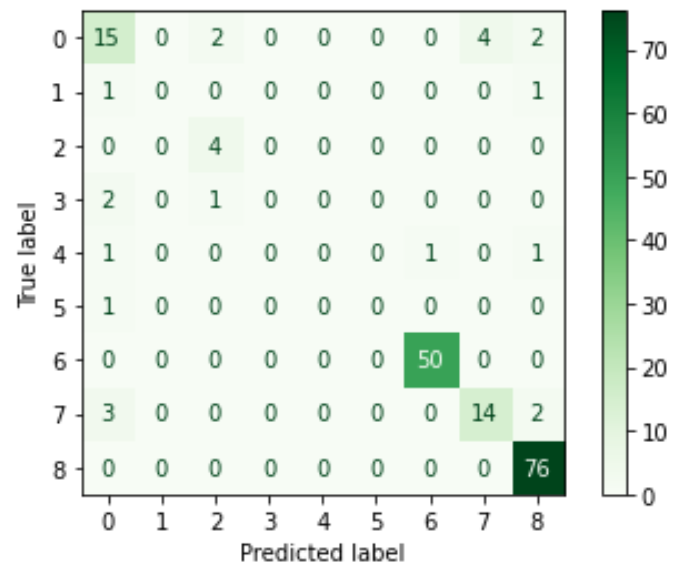 0 15 0 2 0 0 0 0 4 2
1 1 0 0 0 0 0 0 0 1
2 0 0 4 0 0 0 0 0 0
3 2 0 1 0 0 0 0 0 0
4 1 0 0 0 0 0 1 0 1
5 1 0 0 0 0 0 0 0 0
6 0 0 0 0 0 0 50 0 0
7 3 0 0 0 0 0 0 14 2
8 0 0 0 0 0 0 0 0 76
0 1 2 3 4 5 6 7 8
Predicted label
True label
70
60
50
40
30
20
10
0